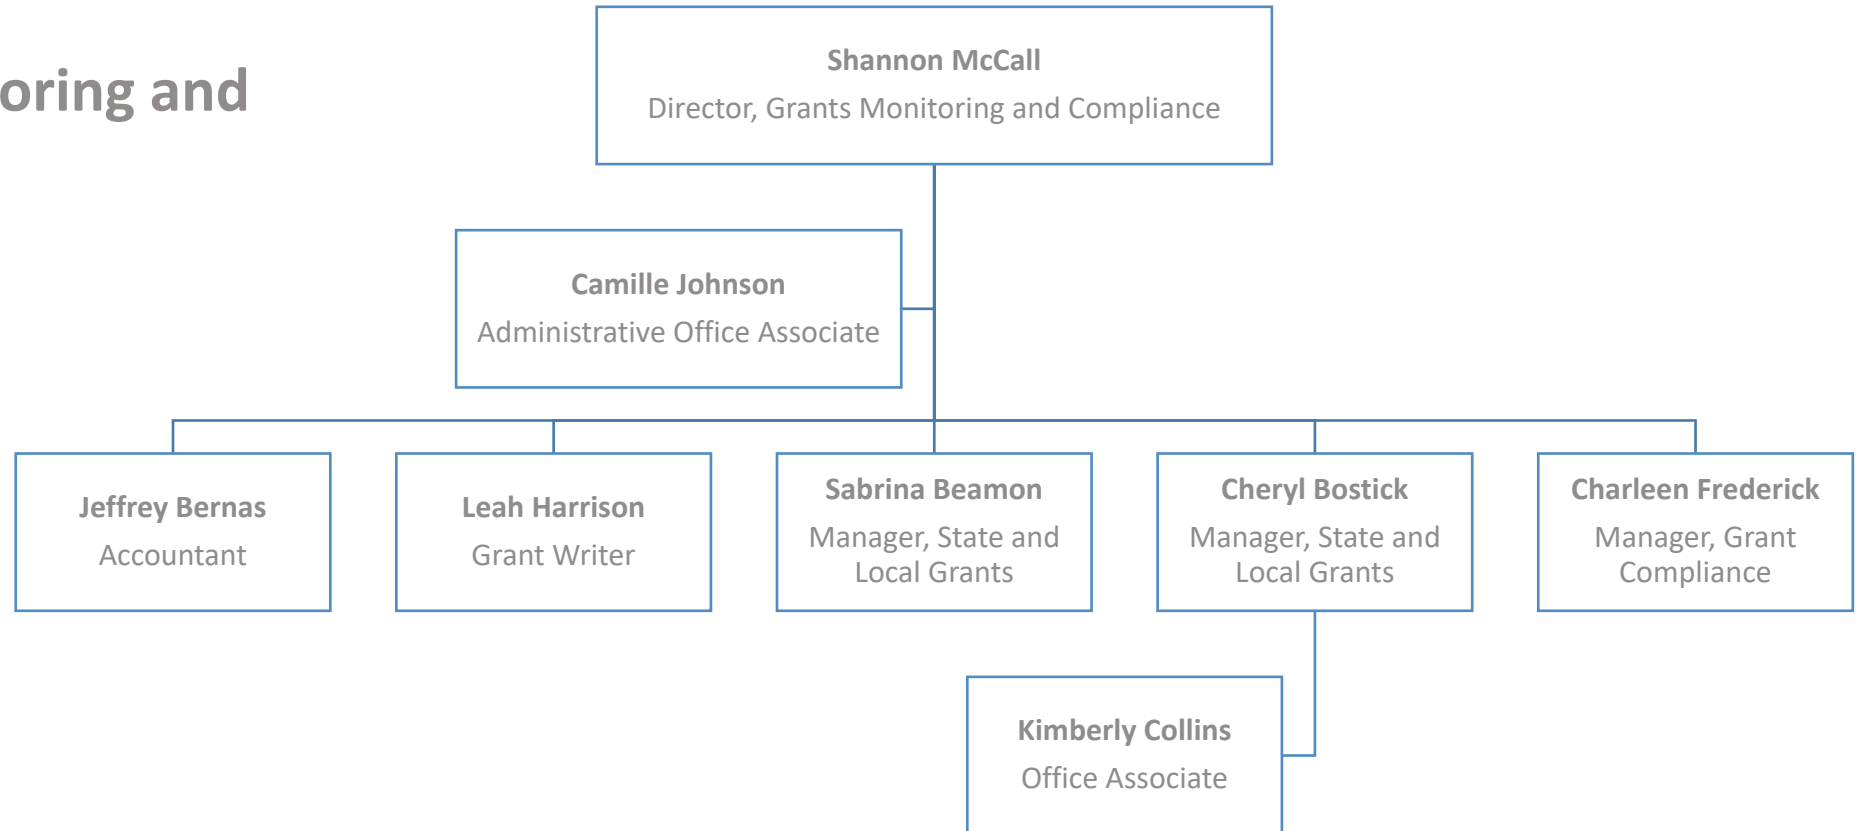 oring and
Shannon McCall
Director, Grants Monitoring and Compliance
Camille Johnson
Administrative Office Associate
Jeffrey Bernas
Accountant
Leah Harrison
Grant Writer
Sabrina Beamon
Manager, State and
Local Grants
Cheryl Bostick
Manager, State and
Local Grants
Charleen Frederick
Manager, Grant
Compliance
Kimberly Collins
Office Associate